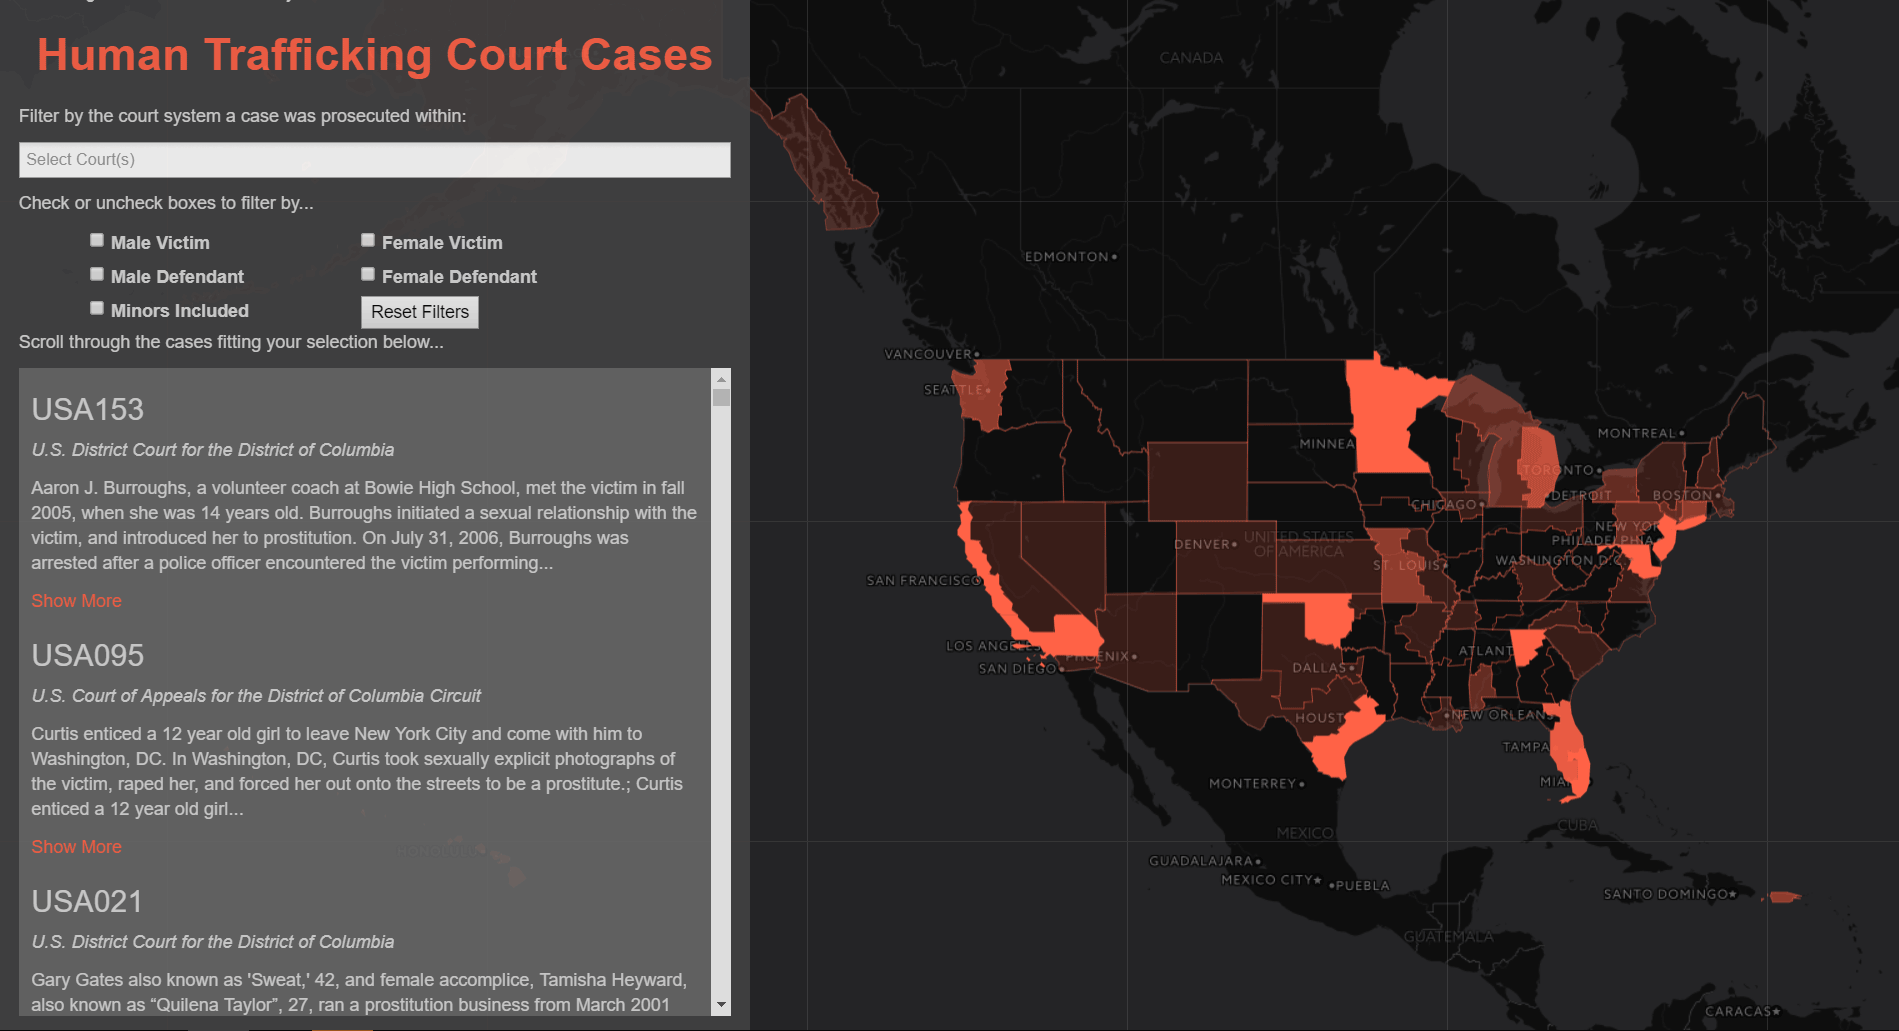 Human Trafficking Court Cases
Filter by the court system a case was prosecuted within:
Select Court(s)
Check or uncheck boxes to filter by...
Male Victim
Female Victim
Male Defendant
Female Defendant
Minors Included
Reset Filters
Scroll through the cases fitting your selection below...
USA153
U.S. District Court for the District of Columbia
Aaron J. Burroughs, a volunteer coach at Bowie High School, met the victim in fall
2005, when she was 14 years old. Burroughs initiated a sexual relationship with the
victim, and introduced her to prostitution. On July 31, 2006, Burroughs was
arrested after a police officer encountered the victim performing...
Show More
USA095
U.S. Court of Appeals for the District of Columbia Circuit
Curtis enticed a 12 year old girl to leave New York City and come with him to
Washington, DC. In Washington, DC, Curtis took sexually explicit photographs of
the victim, raped her, and forced her out onto the streets to be a prostitute.; Curtis
enticed a 12 year old girl...
Show More
HONOLULU
USA021
U.S. District Court for the District of Columbia
Gary Gates also known as 'Sweat,' 42, and female accomplice, Tamisha Heyward,
also known as “Quilena Taylor”, 27, ran a prostitution business from March 2001
CANADA
EDMONTON
VANCOUVER
SEATTLE
MINNEA
MONTREAL
TORONTO
CHICAGO
DETROIT
BOSTON
NEW YOR
PHILADELPHIA
DENVER
UNITED STATES
OF AMERICA
ST. LOUIS
WASHINGTON D.C.
SAN FRANCISCO
LOS ANGELES
PHOENIX
SAN DIEGO
ATLANT
DALLAS
HOUST
NEW ORLEANS
TAMPA
MIA
MONTERREY
MEXICO
CUBA
GUADALAJARA
MEXICO CITY
PUEBLA
SANTO DOMINGO
GUATEMALA
CARACAS